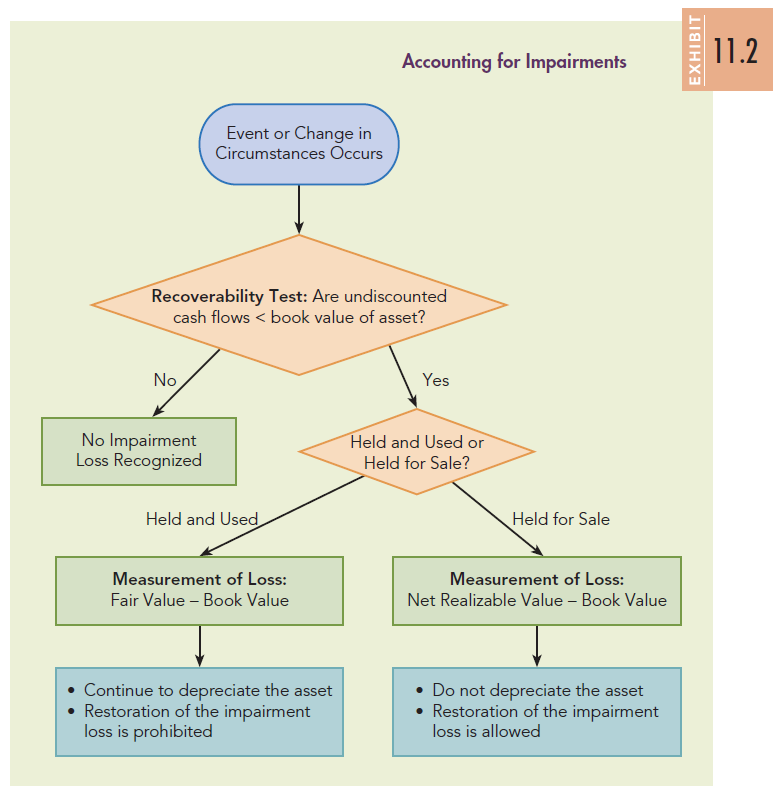 EXHIBIT
11.2
Accounting for Impairments
Event or Change in
Circumstances Occurs
Recoverability Test: Are undiscounted
cash flows < book value of asset?
No
Yes
No Impairment
Loss Recognized
Held and Used or
Held for Sale?
Held and Used
Held for Sale
Measurement of Loss:
Fair Value – Book Value
Measurement of Loss:
Net Realizable Value – Book Value
• Continue to depreciate the asset
• Restoration of the impairment
loss is prohibited
• Do not depreciate the asset
• Restoration of the impairment
loss is allowed